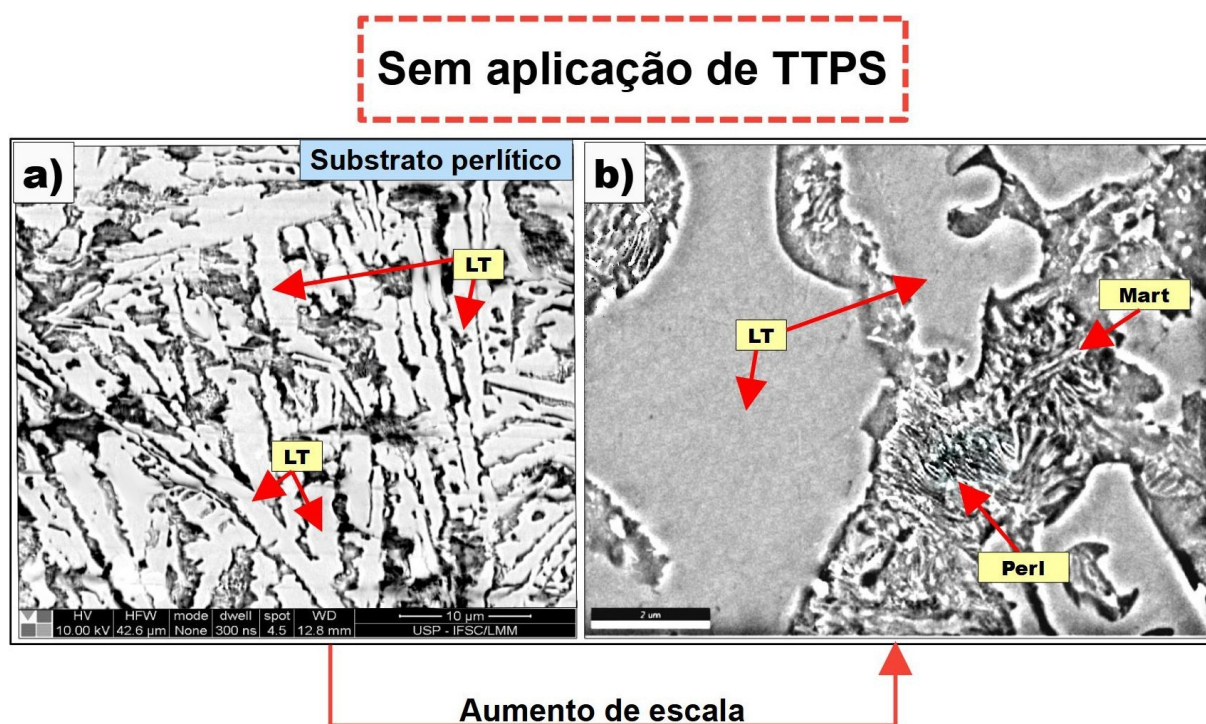 Sem aplicação de TTPS
a)
Substrato perlítico
b)
LT
LT
LT
Mart
Perl
HV HFW mode dwell spot WD
10.00 kV 42.6 µm None 300 ns 4.5 12.8 mm
10 µm
USP - IFSC/LMM
2 um
Aumento de escala